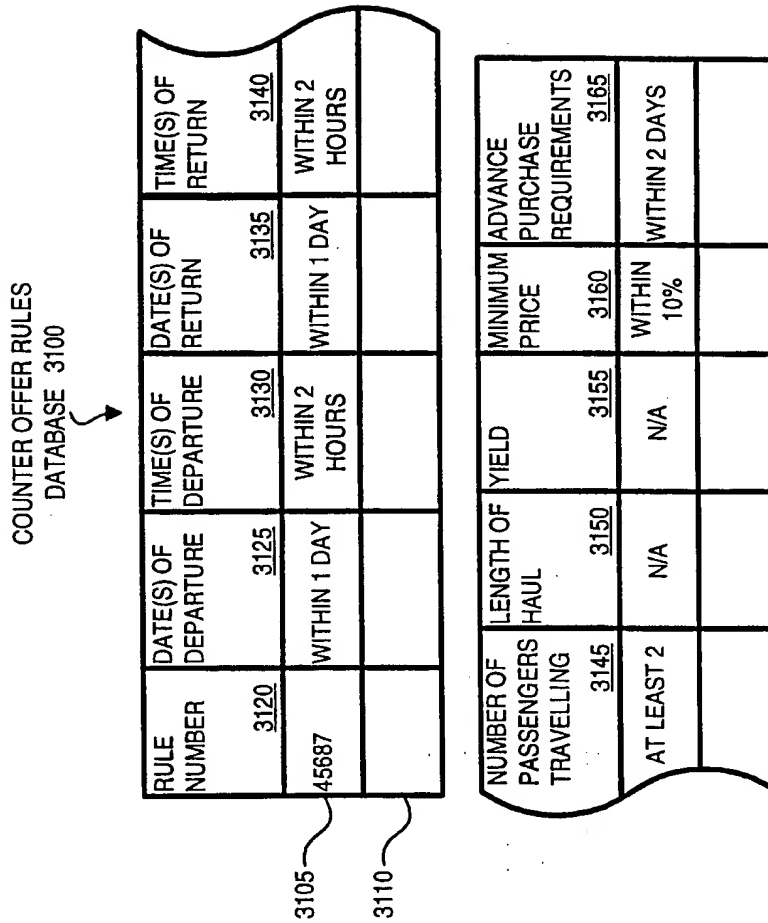 COUNTER OFFER RULES
DATABASE 3100
RULE
NUMBER
3120
DATE(S) OF
DEPARTURE
3125
TIME(S) OF
DEPARTURE
3130
DATE(S) OF
RETURN
3135
TIME(S) OF
RETURN
3140
3105
45687
WITHIN 1 DAY
WITHIN 2
HOURS
WITHIN 1 DAY
WITHIN 2
HOURS
3110
NUMBER OF
PASSENGERS
TRAVELLING
3145
LENGTH OF
HAUL
3150
YIELD
3155
MINIMUM
PRICE
3160
ADVANCE
PURCHASE
REQUIREMENTS
3165
AT LEAST 2
N/A
N/A
WITHIN
10%
WITHIN 2 DAYS